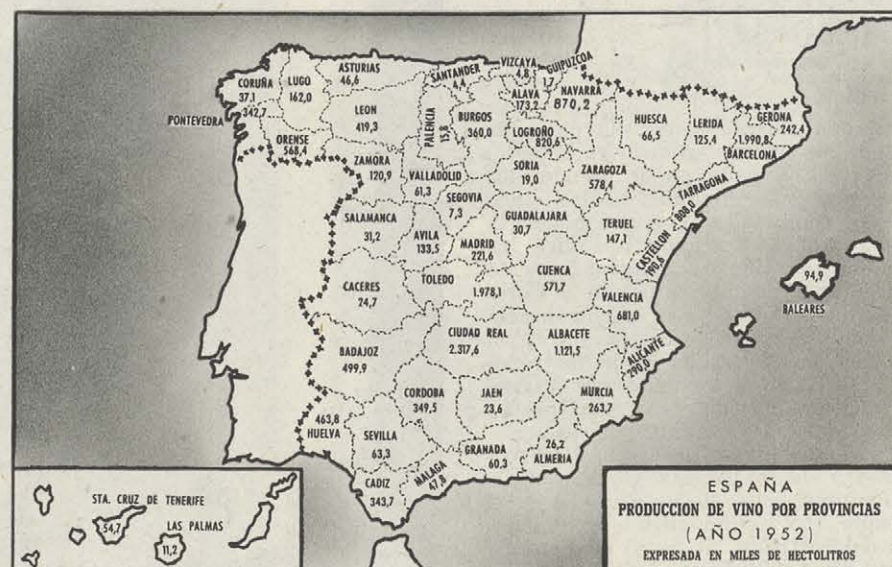 ASTURIAS
46,6
SANTANDER
4,4
VIZCAYA
4,8
GUIPUZCOA
1,7
CORUÑA
37,1
LUGO
162,0
ALAVA
173,2
NAVARRA
870,2
PONTEVEDRA
342,7
LEON
419,3
PALENCIA
15,8
BURGOS
360,0
LOGROÑO
820,6
HUESCA
66,5
LERIDA
125,4
GERONA
242,4
1.990,8
BARCELONA
ORENSE
568,4
ZAMORA
120,9
VALLADOLID
61,3
SORIA
19,0
ZARAGOZA
578,4
TARRAGONA
808,0
SEGOVIA
7,3
SALAMANCA
31,2
AVILA
133,5
MADRID
221,6
GUADALAJARA
30,7
TERUEL
147,1
CASTELLON
CACERES
24,7
TOLEDO
1.978,1
CUENCA
571,7
VALENCIA
681,0
94,9
BALEARES
BADAJOZ
499,9
CIUDAD REAL
2.317,6
ALBACETE
1.121,5
ALICANTE
290,0
CORDOBA
349,5
JAEN
23,6
MURCIA
263,7
463,8
HUELVA
SEVILLA
63,3
GRANADA
60,3
26,2
ALMERIA
CADIZ
343,7
MALAGA
47,8
STA. CRUZ DE TENERIFE
54,7
LAS PALMAS
11,2
ESPAÑA
PRODUCCION DE VINO POR PROVINCIAS
(AÑO 1952)
EXPRESADA EN MILES DE HECTOLITROS